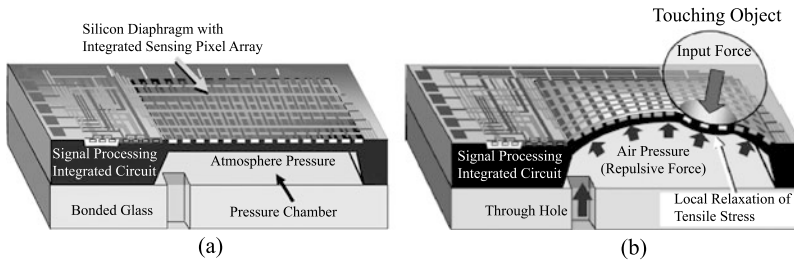 Silicon Diaphragm with
Integrated Sensing Pixel Array
Signal Processing
Integrated Circuit
Atmosphere Pressure
Bonded Glass
Pressure Chamber
(a)
Touching Object
Input Force
Signal Processing
Integrated Circuit
Air Pressure
(Repulsive Force)
Through Hole
Local Relaxation of
Tensile Stress
(b)